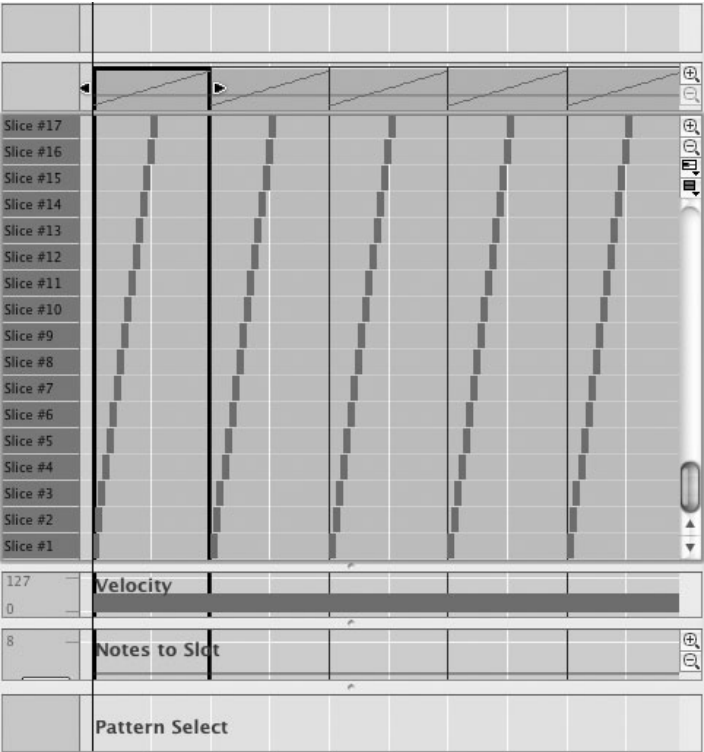 Slice #17
Slice #16
Slice #15
Slice #14
Slice #13
Slice #12
Slice #11
Slice #10
Slice #9
Slice #8
Slice #7
Slice #6
Slice #5
Slice #4
Slice #3
Slice #2
Slice #1
127
Velocity
0
8
Notes to Slot
Pattern Select